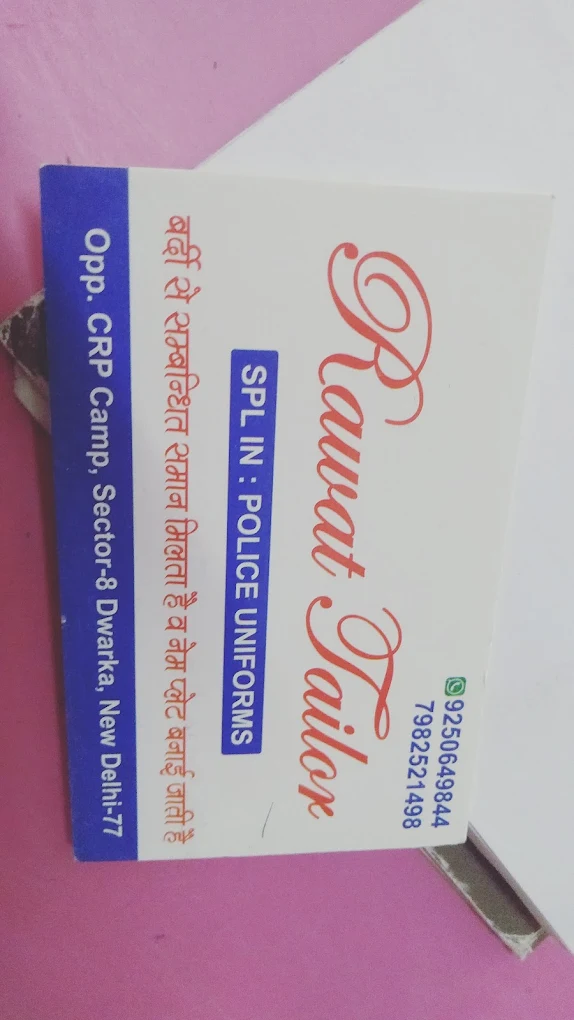 9250649844
7982521498
Rawat Tailor
SPL IN : POLICE UNIFORMS
बर्दी से सम्बन्धित समान मिलता है व नेम प्लेट बनाई जाती है
Opp. CRP Camp, Sector-8 Dwarka, New Delhi-77